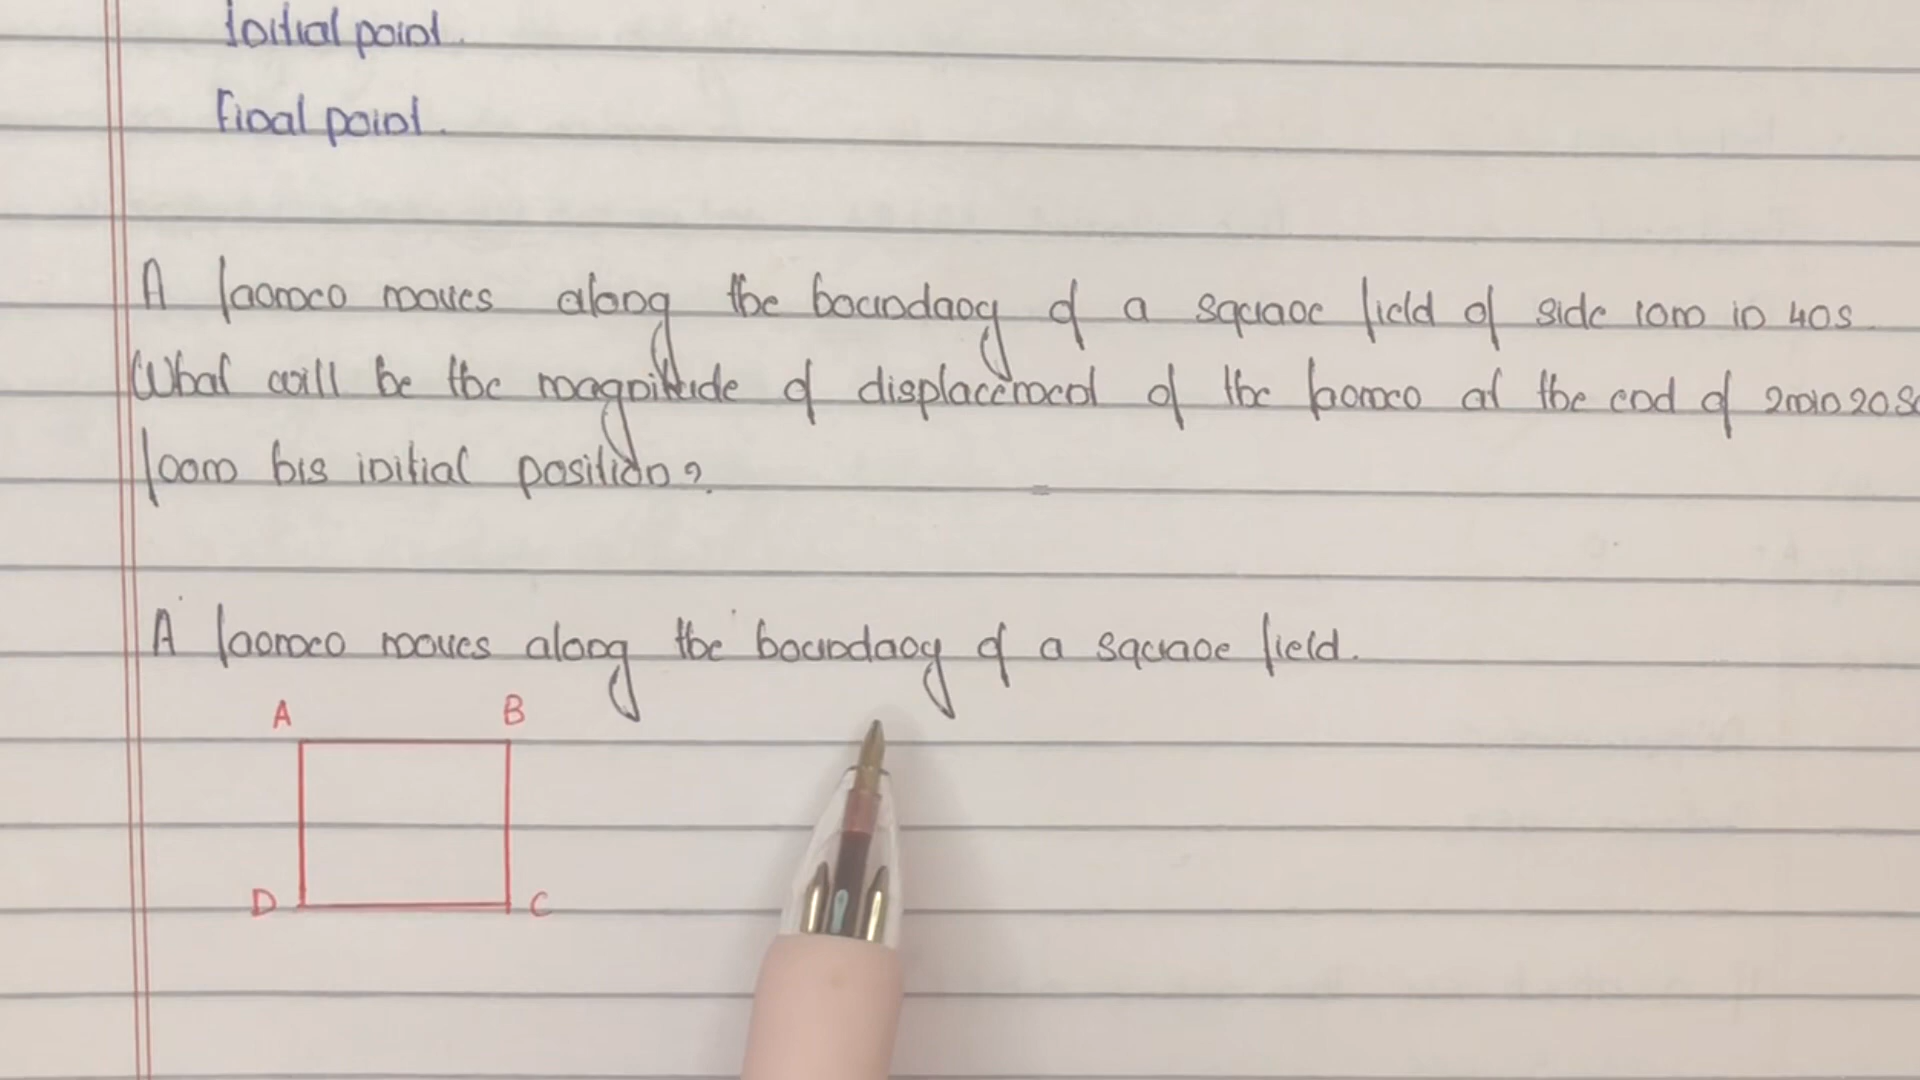 Initial point.
Final point.
A farmer moves along the boundary of a square field of side 10m in 40s.
What will be the magnitude of displacement of the farmer at the end of 2min 20s
from his initial position?
A farmer moves along the boundary of a square field.
A B
D C